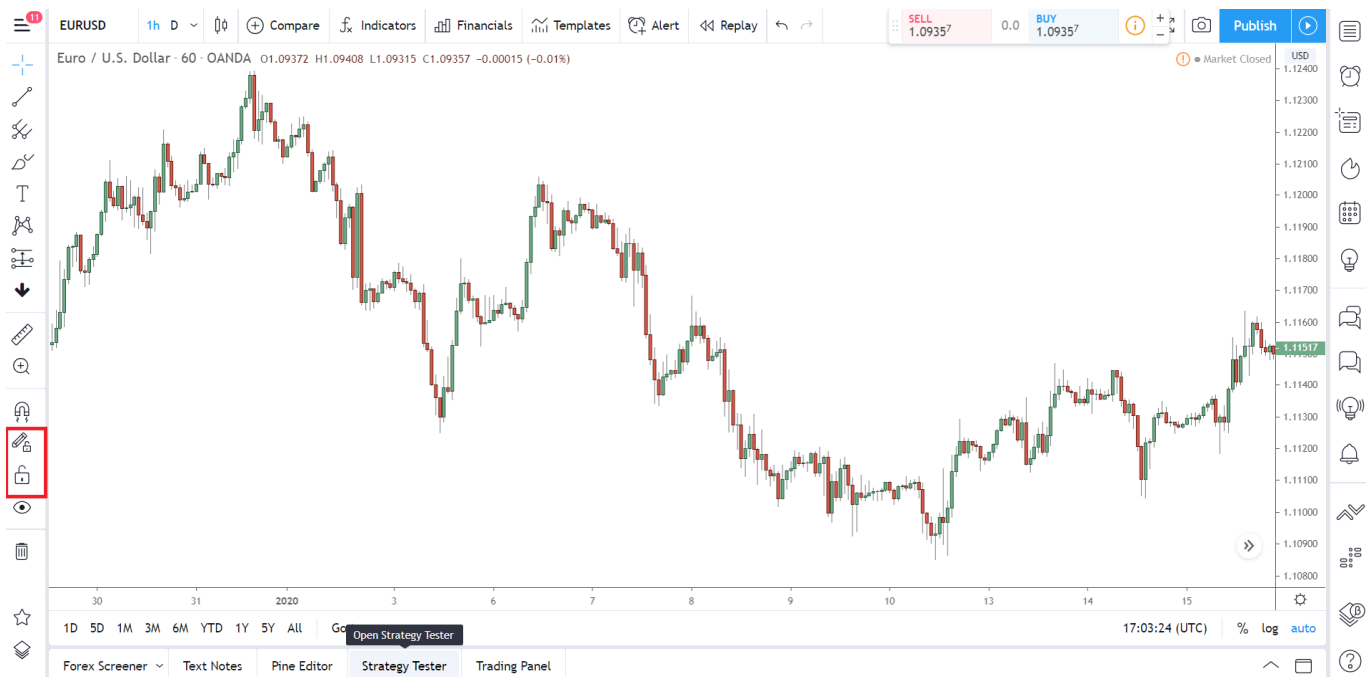 11 EURUSD 1h D Compare Indicators Financials Templates Alert Replay SELL 1.09357 0.0 BUY 1.09357 Publish
Euro / U.S. Dollar · 60 · OANDA O1.09372 H1.09408 L1.09315 C1.09357 −0.00015 (−0.01%) Market Closed USD
1.12400
1.12300
1.12200
1.12100
1.12000
1.11900
1.11800
1.11700
1.11600
1.11517
1.11400
1.11300
1.11200
1.11100
1.11000
1.10900
1.10800
30 31 2020 3 6 7 8 9 10 13 14 15
1D 5D 1M 3M 6M YTD 1Y 5Y All 17:03:24 (UTC) % log auto
Open Strategy Tester
Forex Screener Text Notes Pine Editor Strategy Tester Trading Panel